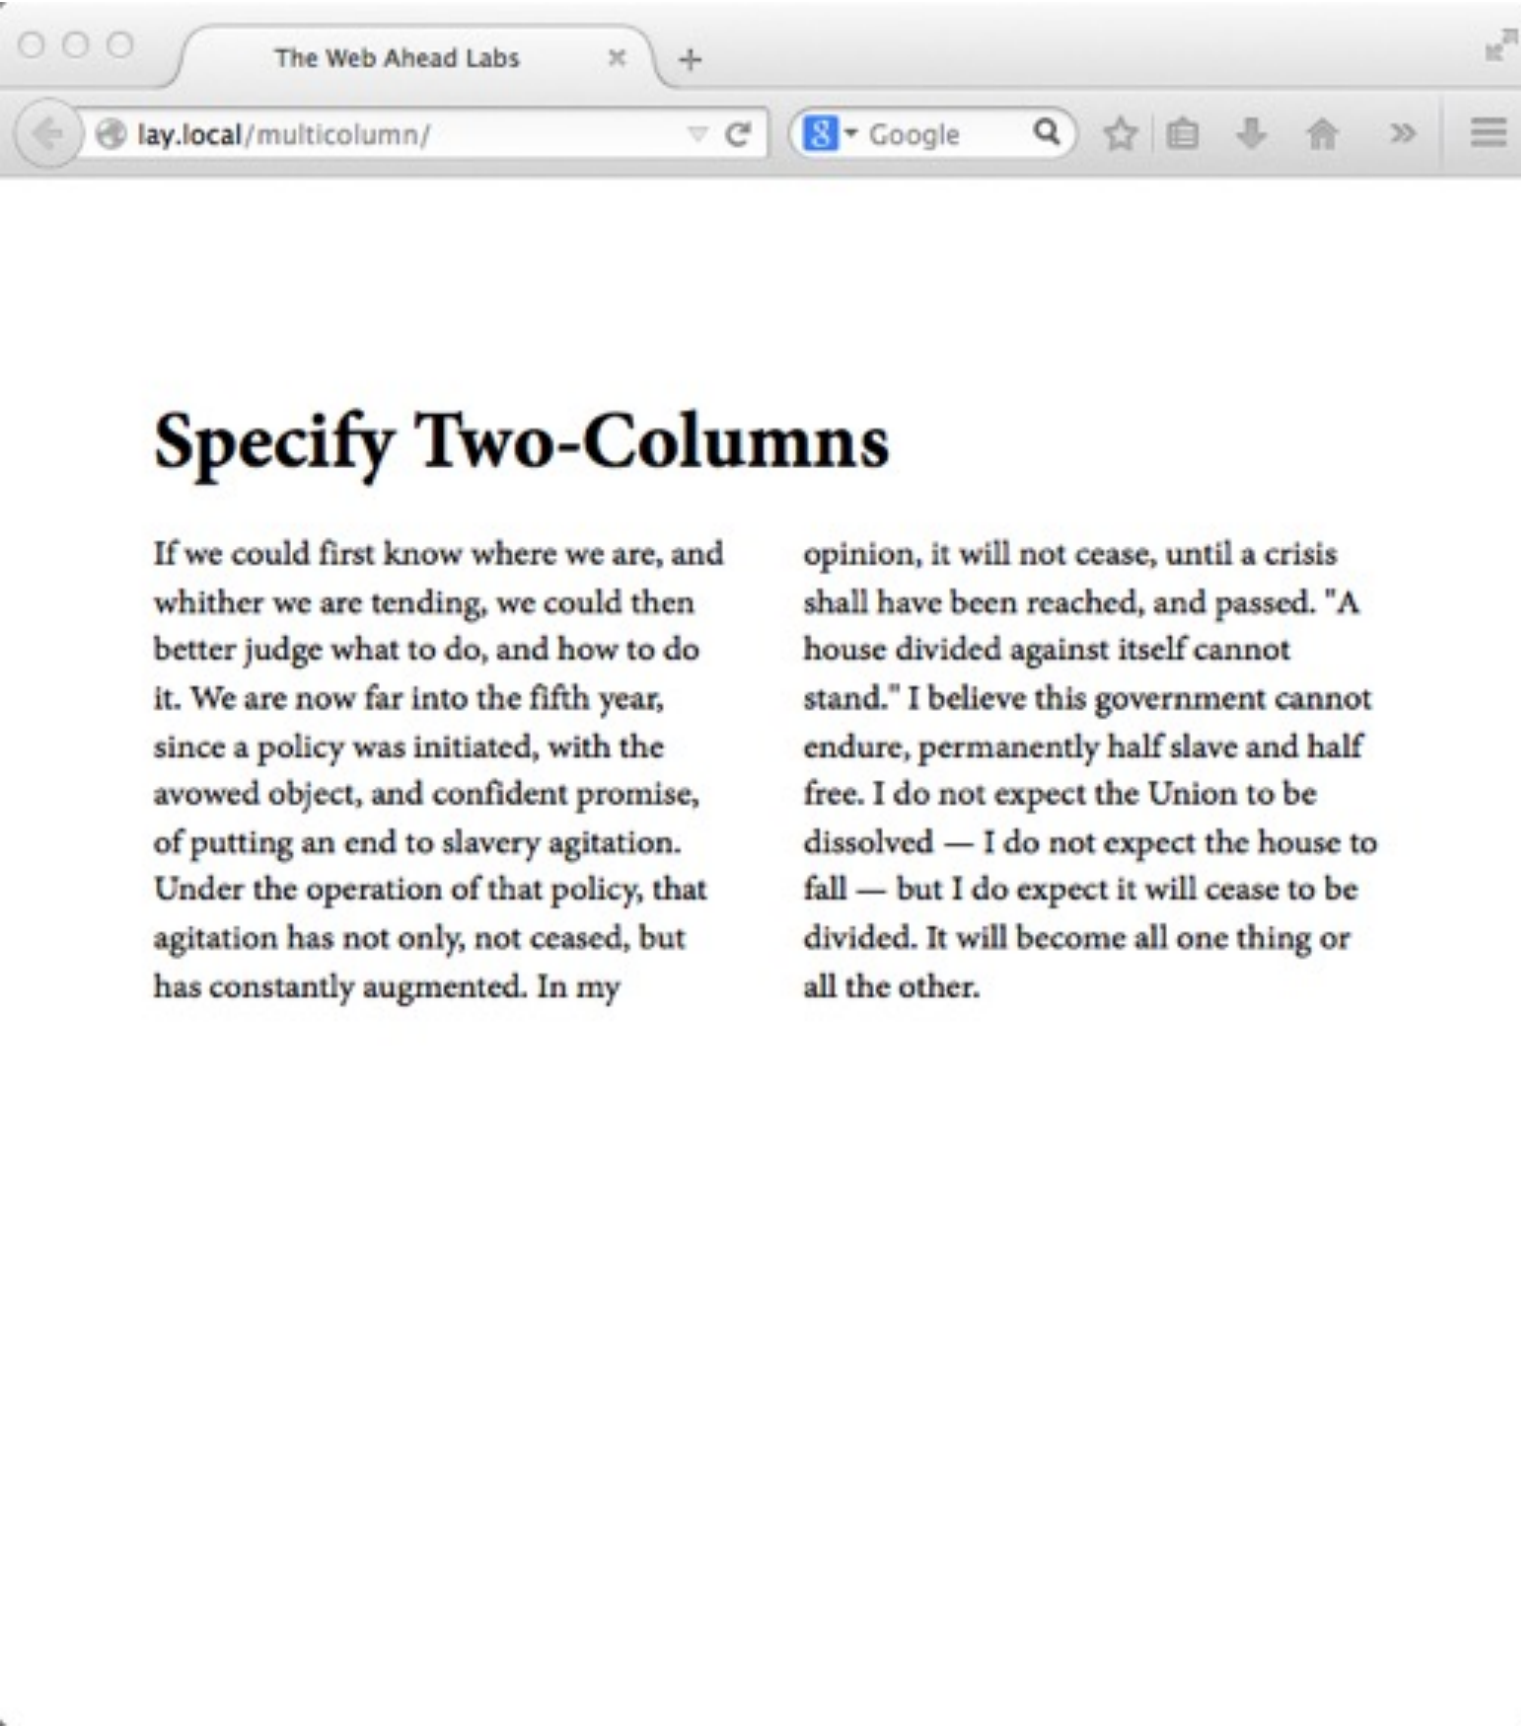 The Web Ahead Labs
lay.local/multicolumn/
Google
Specify Two-Columns
If we could first know where we are, and
whither we are tending, we could then
better judge what to do, and how to do
it. We are now far into the fifth year,
since a policy was initiated, with the
avowed object, and confident promise,
of putting an end to slavery agitation.
Under the operation of that policy, that
agitation has not only, not ceased, but
has constantly augmented. In my
opinion, it will not cease, until a crisis
shall have been reached, and passed. "A
house divided against itself cannot
stand." I believe this government cannot
endure, permanently half slave and half
free. I do not expect the Union to be
dissolved — I do not expect the house to
fall — but I do expect it will cease to be
divided. It will become all one thing or
all the other.